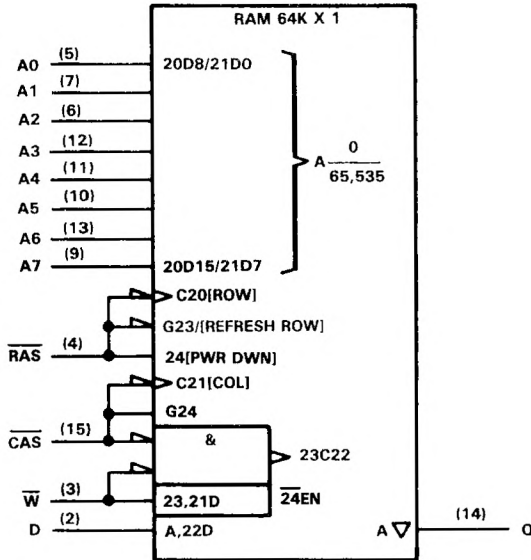 RAM 64K X 1
A0 (5) 20D8/21D0
A1 (7)
A2 (6)
A3 (12)
A4 (11)
A5 (10)
A6 (13)
A7 (9) 20D15/21D7
A 0
65,535
C20[ROW]
G23/[REFRESH ROW]
RAS (4) 24[PWR DWN]
C21[COL]
G24
CAS (15) & 23C22
W (3) 23,21D 24EN
D (2) A,22D A (14) Q